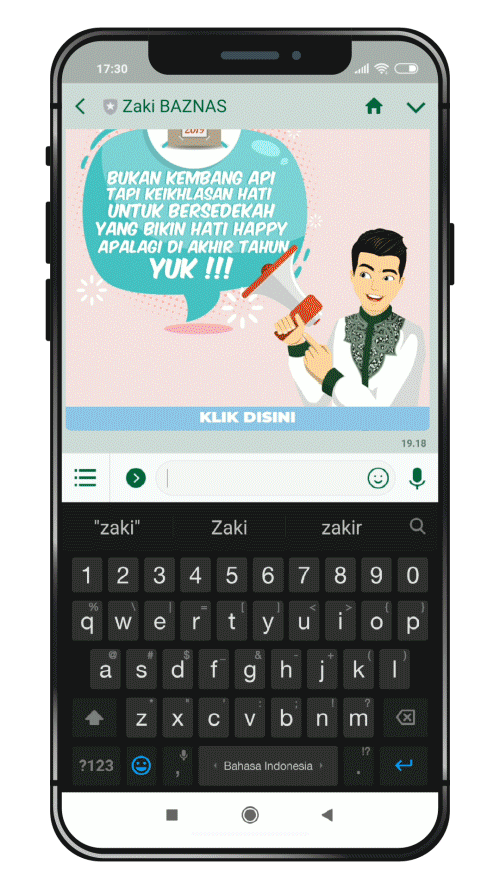 17:30
Zaki BAZNAS
2019
BUKAN KEMBANG API
TAPI KEIKHLASAN HATI
UNTUK BERSEDEKAH
YANG BIKIN HATI HAPPY
APALAGI DI AKHIR TAHUN
YUK !!!
KLIK DISINI
19.18
"zaki" Zaki zakir
1 2 3 4 5 6 7 8 9 0
% \ | = [ ] < > { }
q w e r t y u i o p
@ # $ _ & - + ( )
a s d f g h j k l
* " ' : ; ! ?
z x c v b n m
!?
?123 , Bahasa Indonesia .